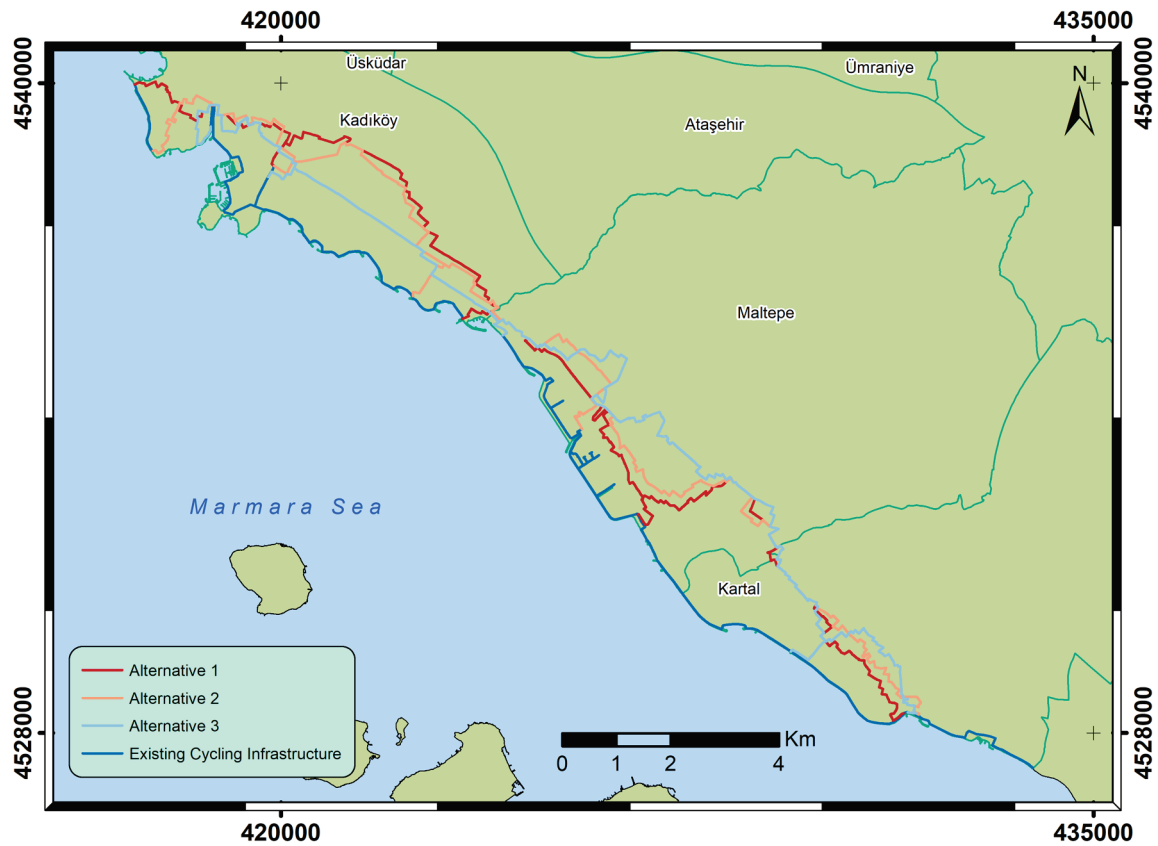 420000
435000
4540000
4540000
Üsküdar
Ümraniye
N
Kadıköy
Ataşehir
Maltepe
Marmara Sea
Kartal
Alternative 1
Alternative 2
Alternative 3
Existing Cycling Infrastructure
Km
0 1 2 4
4528000
4528000
420000
435000